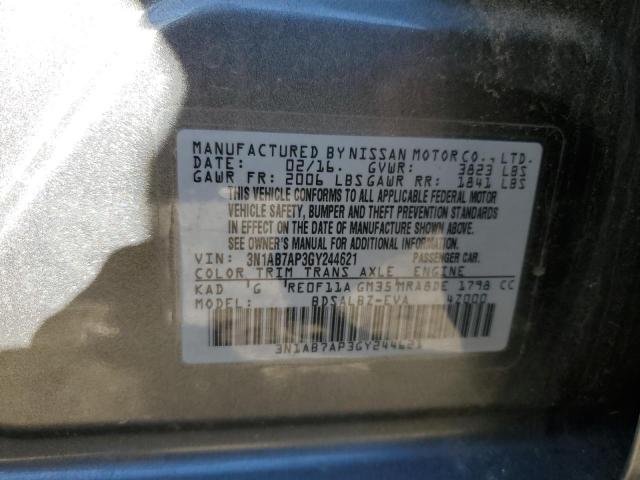 MANUFACTURED BY NISSAN MOTOR CO., LTD.
DATE: 02/16. GVWR: 3823 LBS
GAWR FR: 2006 LBS GAWR RR: 1841 LBS
THIS VEHICLE CONFORMS TO ALL APPLICABLE FEDERAL MOTOR
VEHICLE SAFETY, BUMPER AND THEFT PREVENTION STANDARDS
IN EFFECT ON THE DATE OF MANUFACTURE SHOWN ABOVE.
SEE OWNER'S MANUAL FOR ADDITIONAL INFORMATION.
VIN: 3N1AB7AP3GY244621 PASSENGER CAR.
COLOR TRIM TRANS AXLE ENGINE
KAD G RE0F11A GM35 MRA8DE 1798 CC
BDSALBZ-EVA 4Z000
3N1AB7AP3GY244621